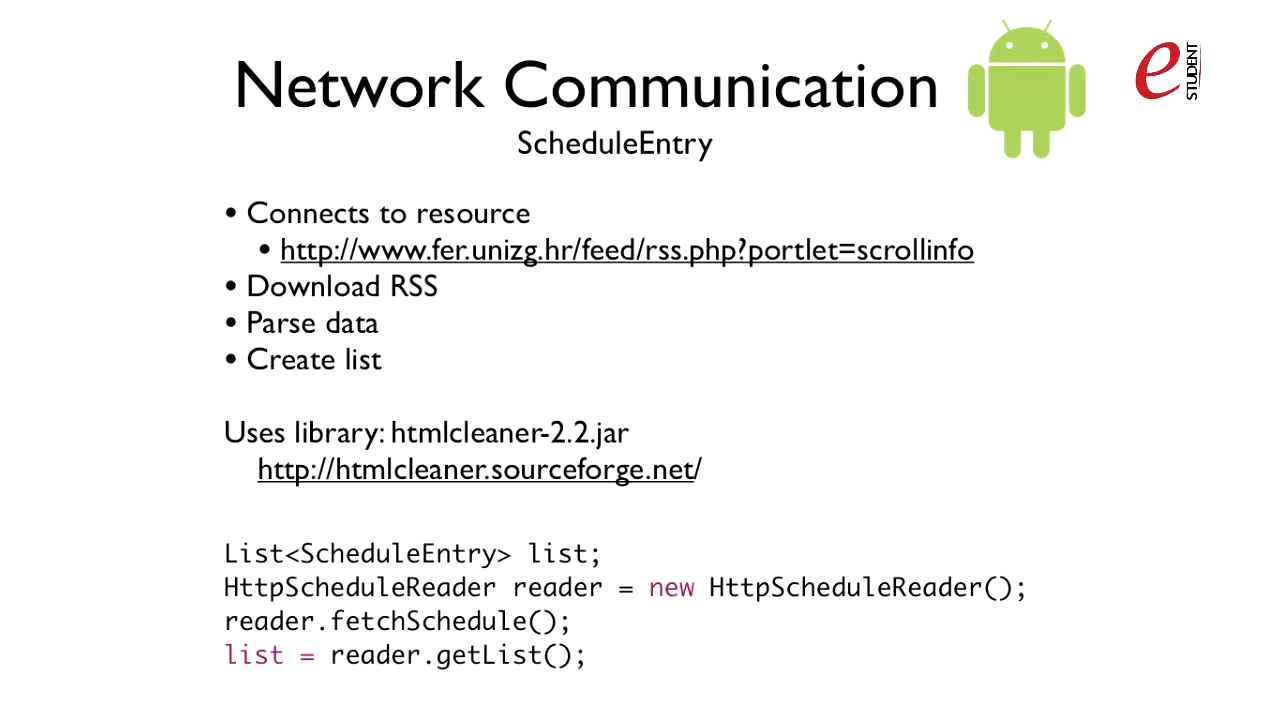 Network Communication
e STUDENT
ScheduleEntry
• Connects to resource
• http://www.fer.unizg.hr/feed/rss.php?portlet=scrollinfo
• Download RSS
• Parse data
• Create list
Uses library: htmlcleaner-2.2.jar
http://htmlcleaner.sourceforge.net/
List<ScheduleEntry> list;
HttpScheduleReader reader = new HttpScheduleReader();
reader.fetchSchedule();
list = reader.getList();